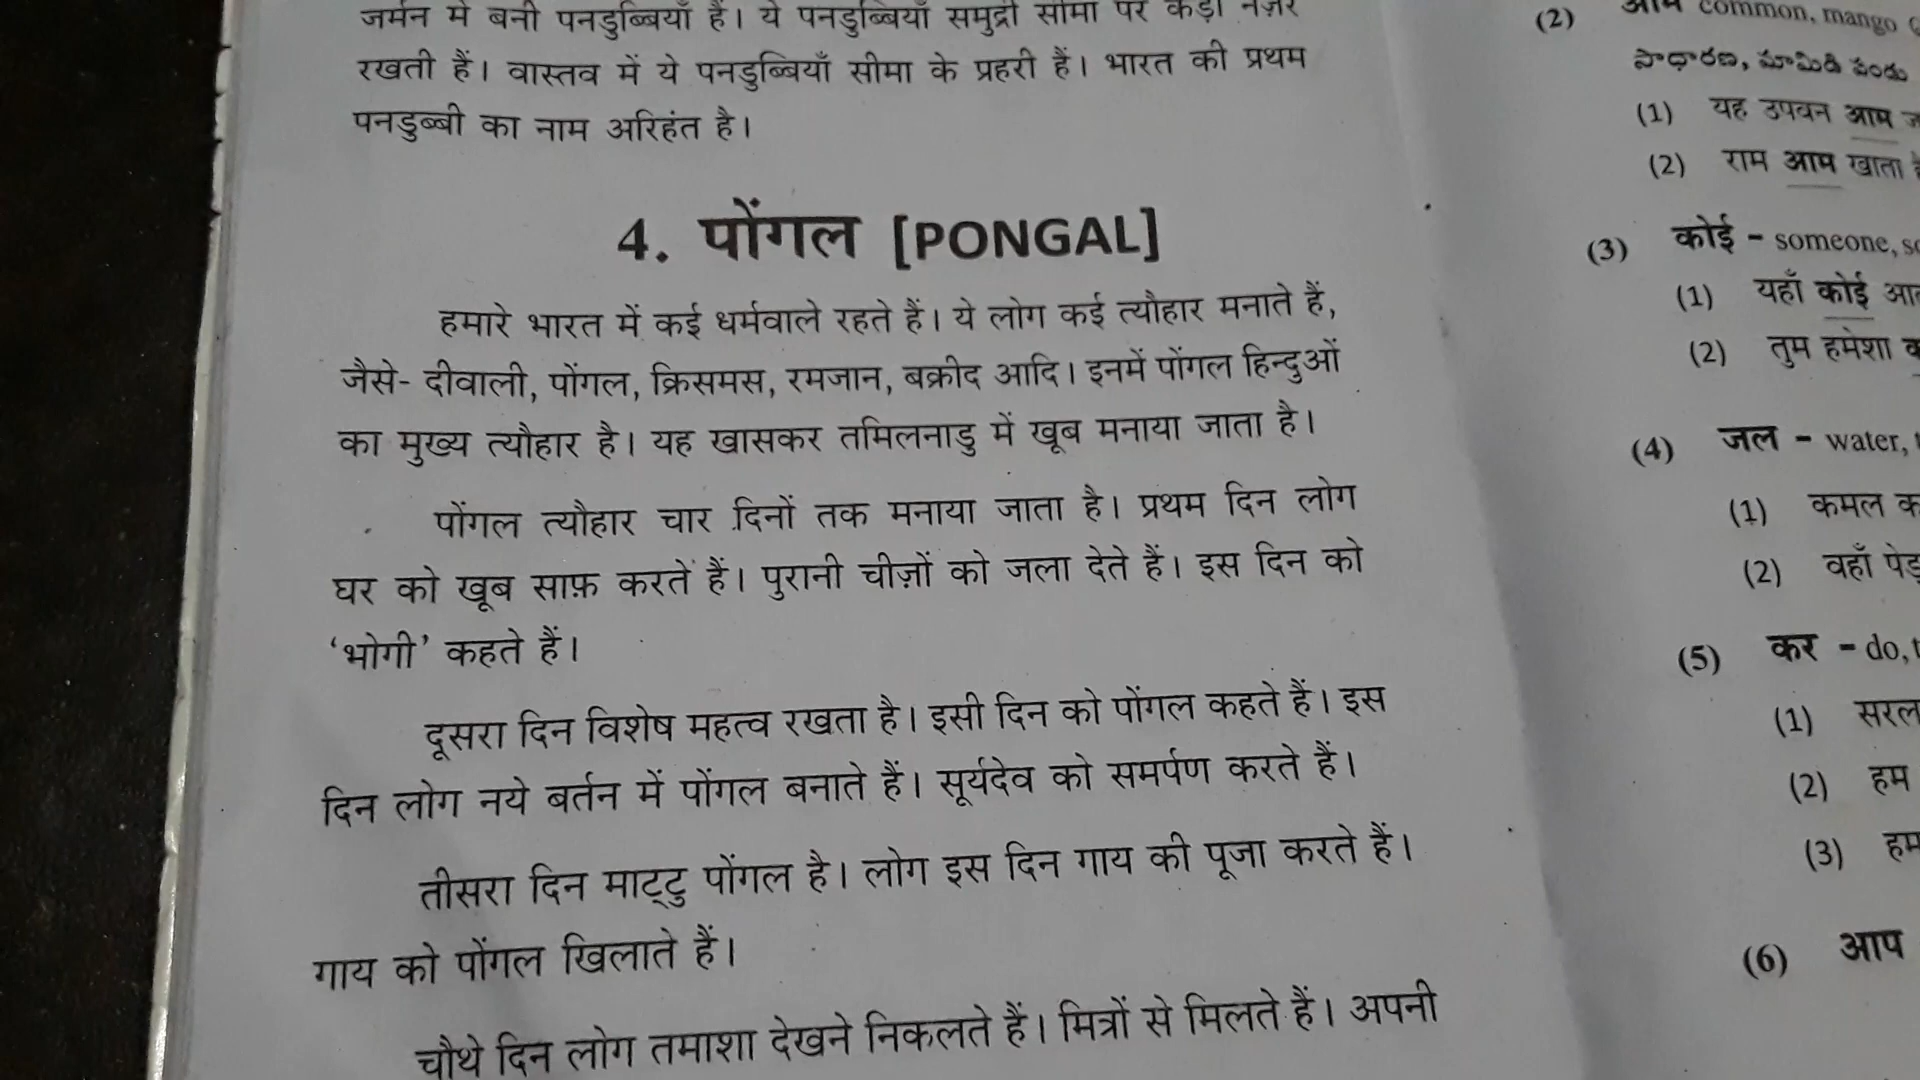 जर्मन में बनी पनडुब्बियाँ हैं। ये पनडुब्बियाँ समुद्री सीमा पर कड़ी नज़र
रखती हैं। वास्तव में ये पनडुब्बियाँ सीमा के प्रहरी हैं। भारत की प्रथम
पनडुब्बी का नाम अरिहंत है।
4. पोंगल [PONGAL]
हमारे भारत में कई धर्मवाले रहते हैं। ये लोग कई त्यौहार मनाते हैं,
जैसे- दीवाली, पोंगल, क्रिसमस, रमजान, बक्रीद आदि। इनमें पोंगल हिन्दुओं
का मुख्य त्यौहार है। यह खासकर तमिलनाडु में खूब मनाया जाता है।
पोंगल त्यौहार चार दिनों तक मनाया जाता है। प्रथम दिन लोग
घर को खूब साफ़ करते हैं। पुरानी चीज़ों को जला देते हैं। इस दिन को
‘भोगी’ कहते हैं।
दूसरा दिन विशेष महत्व रखता है। इसी दिन को पोंगल कहते हैं। इस
दिन लोग नये बर्तन में पोंगल बनाते हैं। सूर्यदेव को समर्पण करते हैं।
तीसरा दिन माट्टु पोंगल है। लोग इस दिन गाय की पूजा करते हैं।
गाय को पोंगल खिलाते हैं।
चौथे दिन लोग तमाशा देखने निकलते हैं। मित्रों से मिलते हैं। अपनी
(2) आम common, mango
సాధారణ, మామిడి పండు
(1) यह उपवन आम
(2) राम आम खाता
(3) कोई - someone,
(1) यहाँ कोई
(2) तुम हमेशा
(4) जल - water,
(1) कमल
(2) वहाँ
(5) कर - do,
(1) सरल
(2) हम
(3) हम
(6) आप